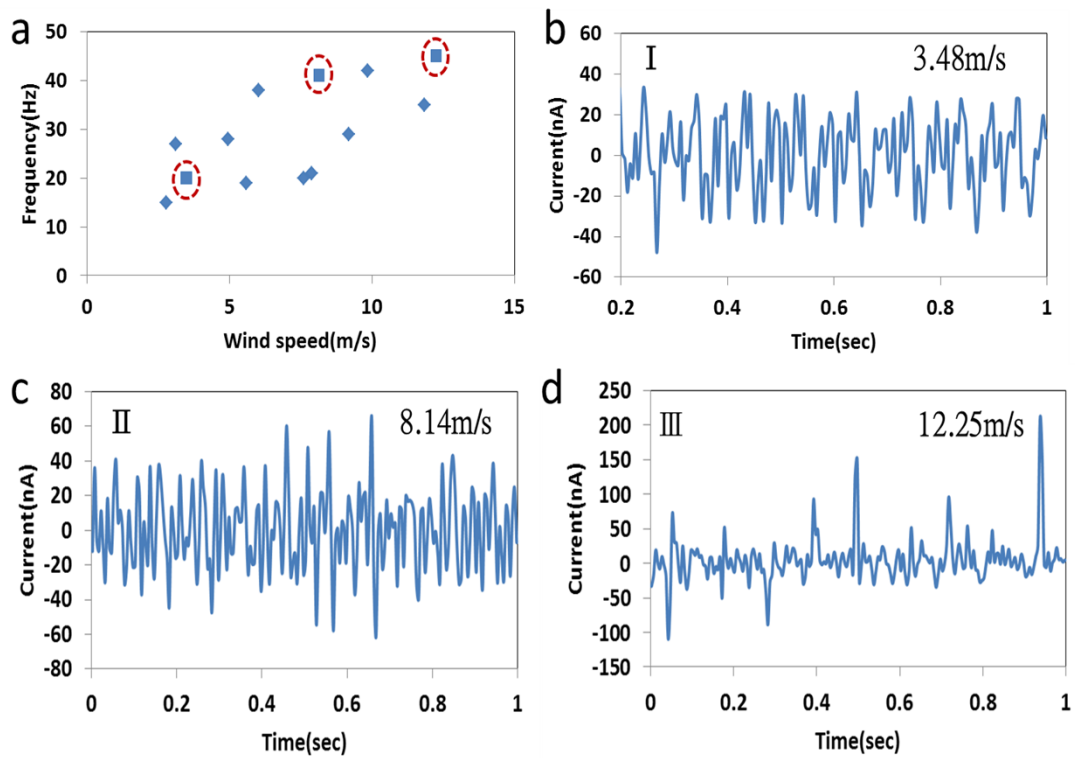 a
50
40
30
20
10
0
Frequency(Hz)
0 5 10 15
Wind speed(m/s)
b
Ⅰ 3.48m/s
60
40
20
0
-20
-40
-60
Current(nA)
0.2 0.4 0.6 0.8 1
Time(sec)
c
Ⅱ 8.14m/s
80
60
40
20
0
-20
-40
-60
-80
Current(nA)
0 0.2 0.4 0.6 0.8 1
Time(sec)
d
Ⅲ 12.25m/s
250
200
150
100
50
0
-50
-100
-150
Current(nA)
0 0.2 0.4 0.6 0.8 1
Time(sec)